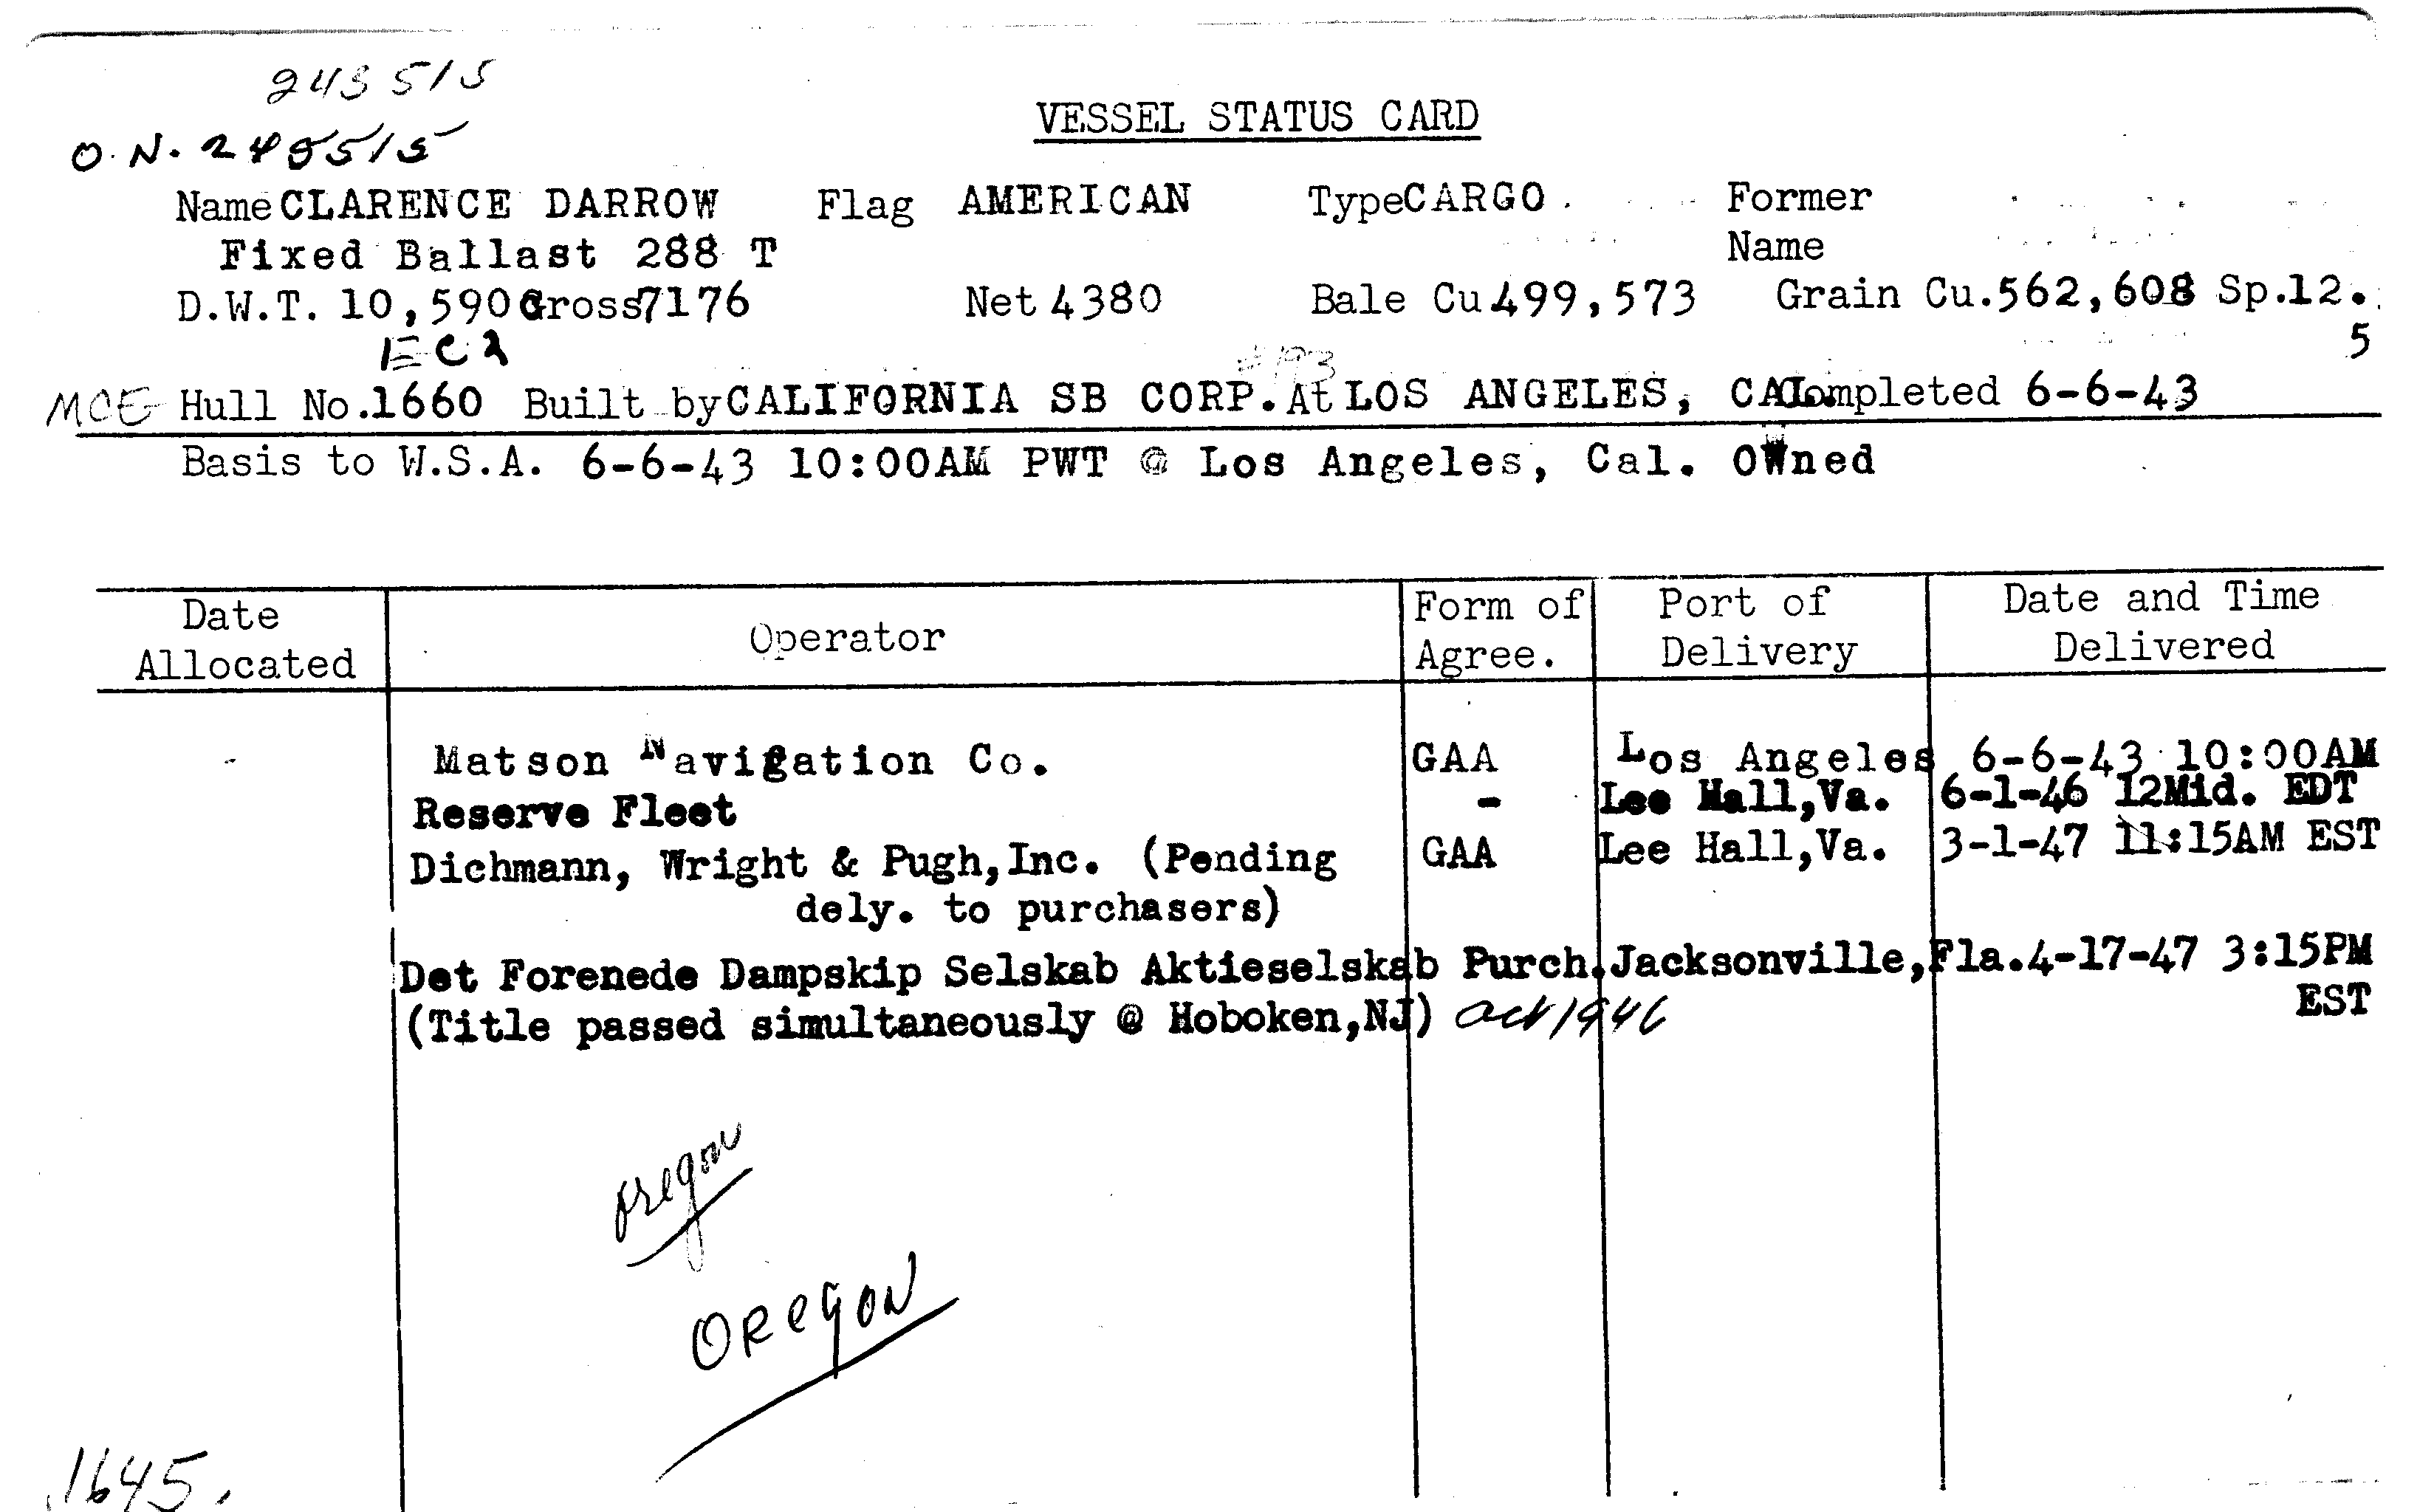 243515
VESSEL STATUS CARD
O.N. 245515
Name CLARENCE DARROW Flag AMERICAN Type CARGO Former Name
Fixed Ballast 288 T
D.W.T. 10,590 Gross 7176 Net 4380 Bale Cu 499,573 Grain Cu. 562,608 Sp. 12.5
EC2 #193
MCE Hull No. 1660 Built by CALIFORNIA SB CORP. At LOS ANGELES, CAL. Completed 6-6-43
Basis to W.S.A. 6-6-43 10:00AM PWT @ Los Angeles, Cal. OWned
Date Allocated Operator Form of Agree. Port of Delivery Date and Time Delivered
Matson Navigation Co. GAA Los Angeles 6-6-43 10:00AM
Reserve Fleet - Lee Hall,Va. 6-1-46 12Mid. EDT
Dichmann, Wright & Pugh,Inc. (Pending GAA Lee Hall,Va. 3-1-47 11:15AM EST
dely. to purchasers)
Det Forenede Dampskip Selskab Aktieselskab Purch. Jacksonville,Fla. 4-17-47 3:15PM EST
(Title passed simultaneously @ Hoboken,NJ) Oct 1946
Oregon
OREgON
1645.